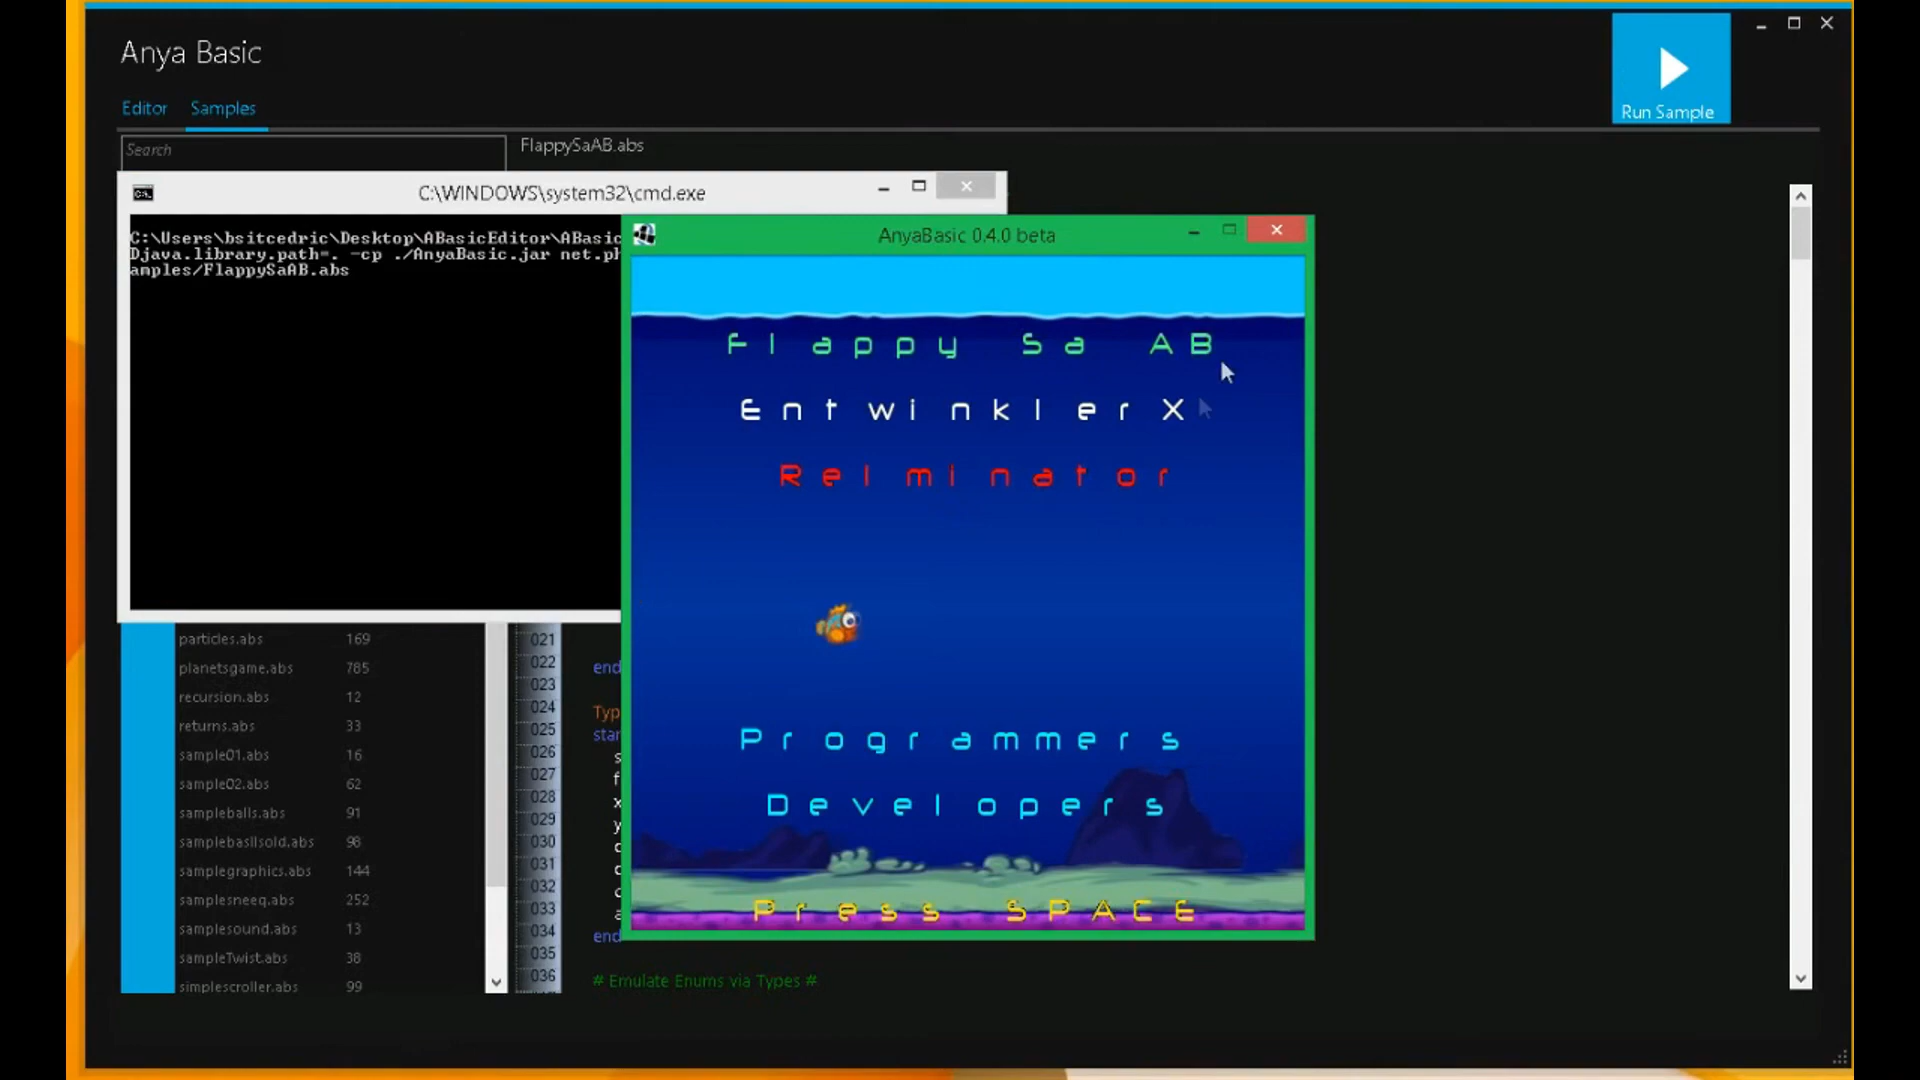 Anya Basic
Run Sample
Editor Samples
Search
FlappySaAB.abs
C:\WINDOWS\system32\cmd.exe
C:\Users\bsitcedric\Desktop\ABasicEditor\ABasic
Djava.library.path=. -cp ./AnyaBasic.jar net.ph
amples/FlappySaAB.abs
AnyaBasic 0.4.0 beta
Flappy Sa AB
EntwinklerX
Relminator
Programmers
Developers
Press SPACE
particles.abs 169
planetsgame.abs 785
recursion.abs 12
returns.abs 33
sample01.abs 16
sample02.abs 62
sampleballs.abs 91
samplebasllsold.abs 98
samplegraphics.abs 144
samplesneeq.abs 252
samplesound.abs 13
sampleTwist.abs 38
simplescroller.abs 99
021
022 end
023
024 Typ
025 star
026 s
027 f
028 x
029 y
030
031
032
033 a
034 end
035
036 # Emulate Enums via Types #